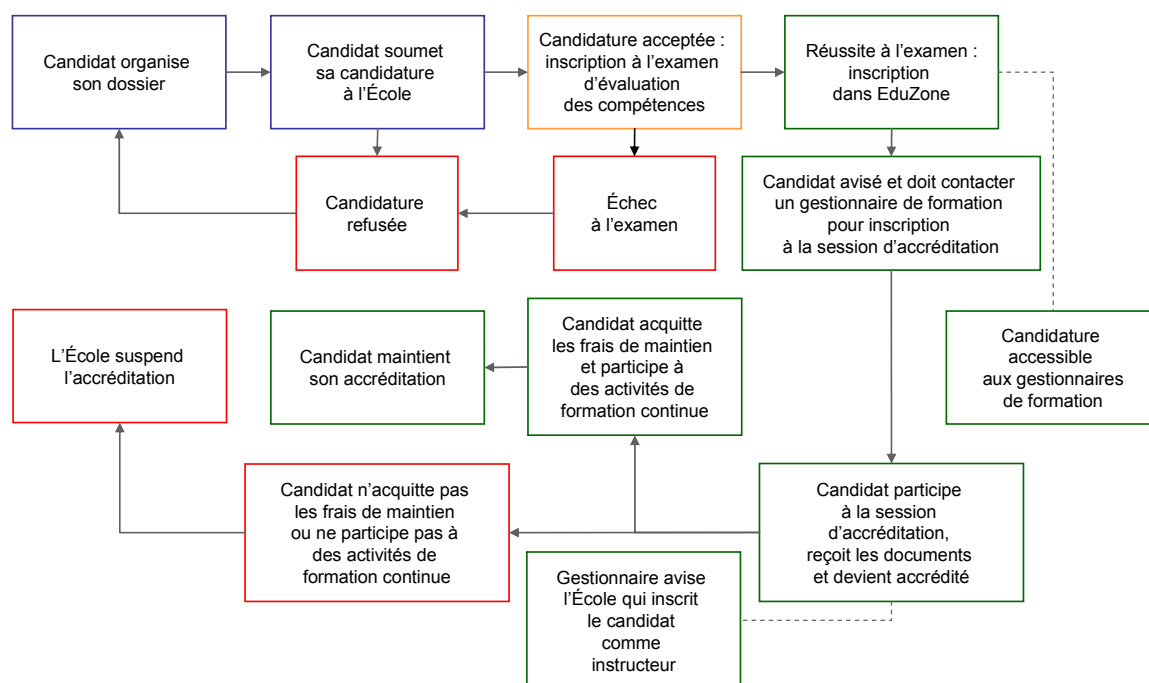 Candidat organise
son dossier
Candidat soumet
sa candidature
à l’École
Candidature acceptée :
inscription à l’examen
d’évaluation
des compétences
Réussite à l’examen :
inscription
dans EduZone
Candidature
refusée
Échec
à l’examen
Candidat avisé et doit contacter
un gestionnaire de formation
pour inscription
à la session d’accréditation
L’École suspend
l’accréditation
Candidat maintient
son accréditation
Candidat acquitte
les frais de maintien
et participe à
des activités de
formation continue
Candidature
accessible
aux gestionnaires
de formation
Candidat n’acquitte pas
les frais de maintien
ou ne participe pas à
des activités de
formation continue
Candidat participe
à la session
d’accréditation,
reçoit les documents
et devient accrédité
Gestionnaire avise
l’École qui inscrit
le candidat
comme
instructeur